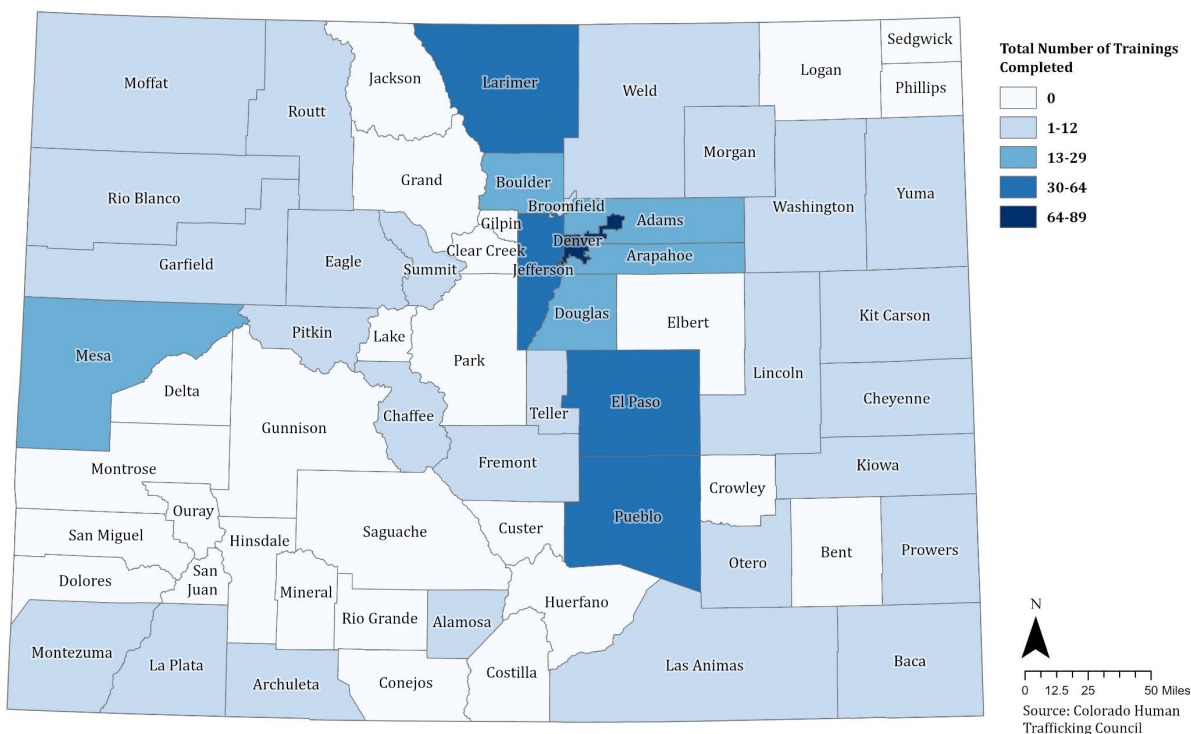 Sedgwick
Total Number of Trainings
Completed
Jackson
Logan
Moffat
Larimer
Weld
Phillips
0
Routt
1-12
Morgan
13-29
Grand
Boulder
30-64
Rio Blanco
Yuma
Broomfield
Washington
64-89
Gilpin
Adams
Denver
Clear Creek
Arapahoe
Garfield
Eagle
Summit
Jefferson
Douglas
Kit Carson
Elbert
Pitkin
Lake
Mesa
Park
Lincoln
Delta
Cheyenne
El Paso
Chaffee
Teller
Gunnison
Fremont
Kiowa
Montrose
Crowley
Ouray
Pueblo
Custer
Saguache
San Miguel
Hinsdale
Bent
Prowers
Otero
San
Juan
Dolores
Mineral
Huerfano
N
Rio Grande
Alamosa
Montezuma
La Plata
Las Animas
Baca
Costilla
Archuleta
Conejos
0 12.5 25 50 Miles
Source: Colorado Human
Trafficking Council